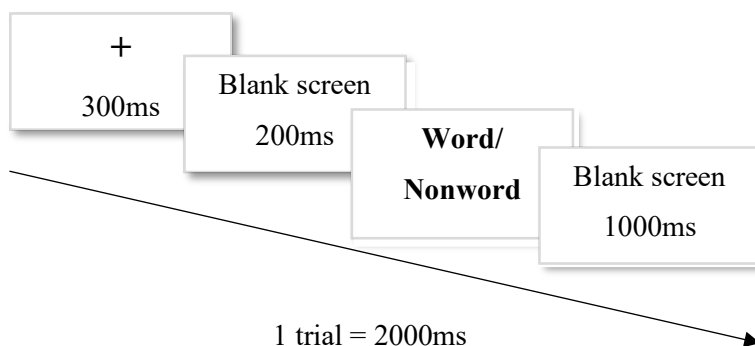 +
300ms
Blank screen
200ms
Word/
Nonword
Blank screen
1000ms
1 trial = 2000ms